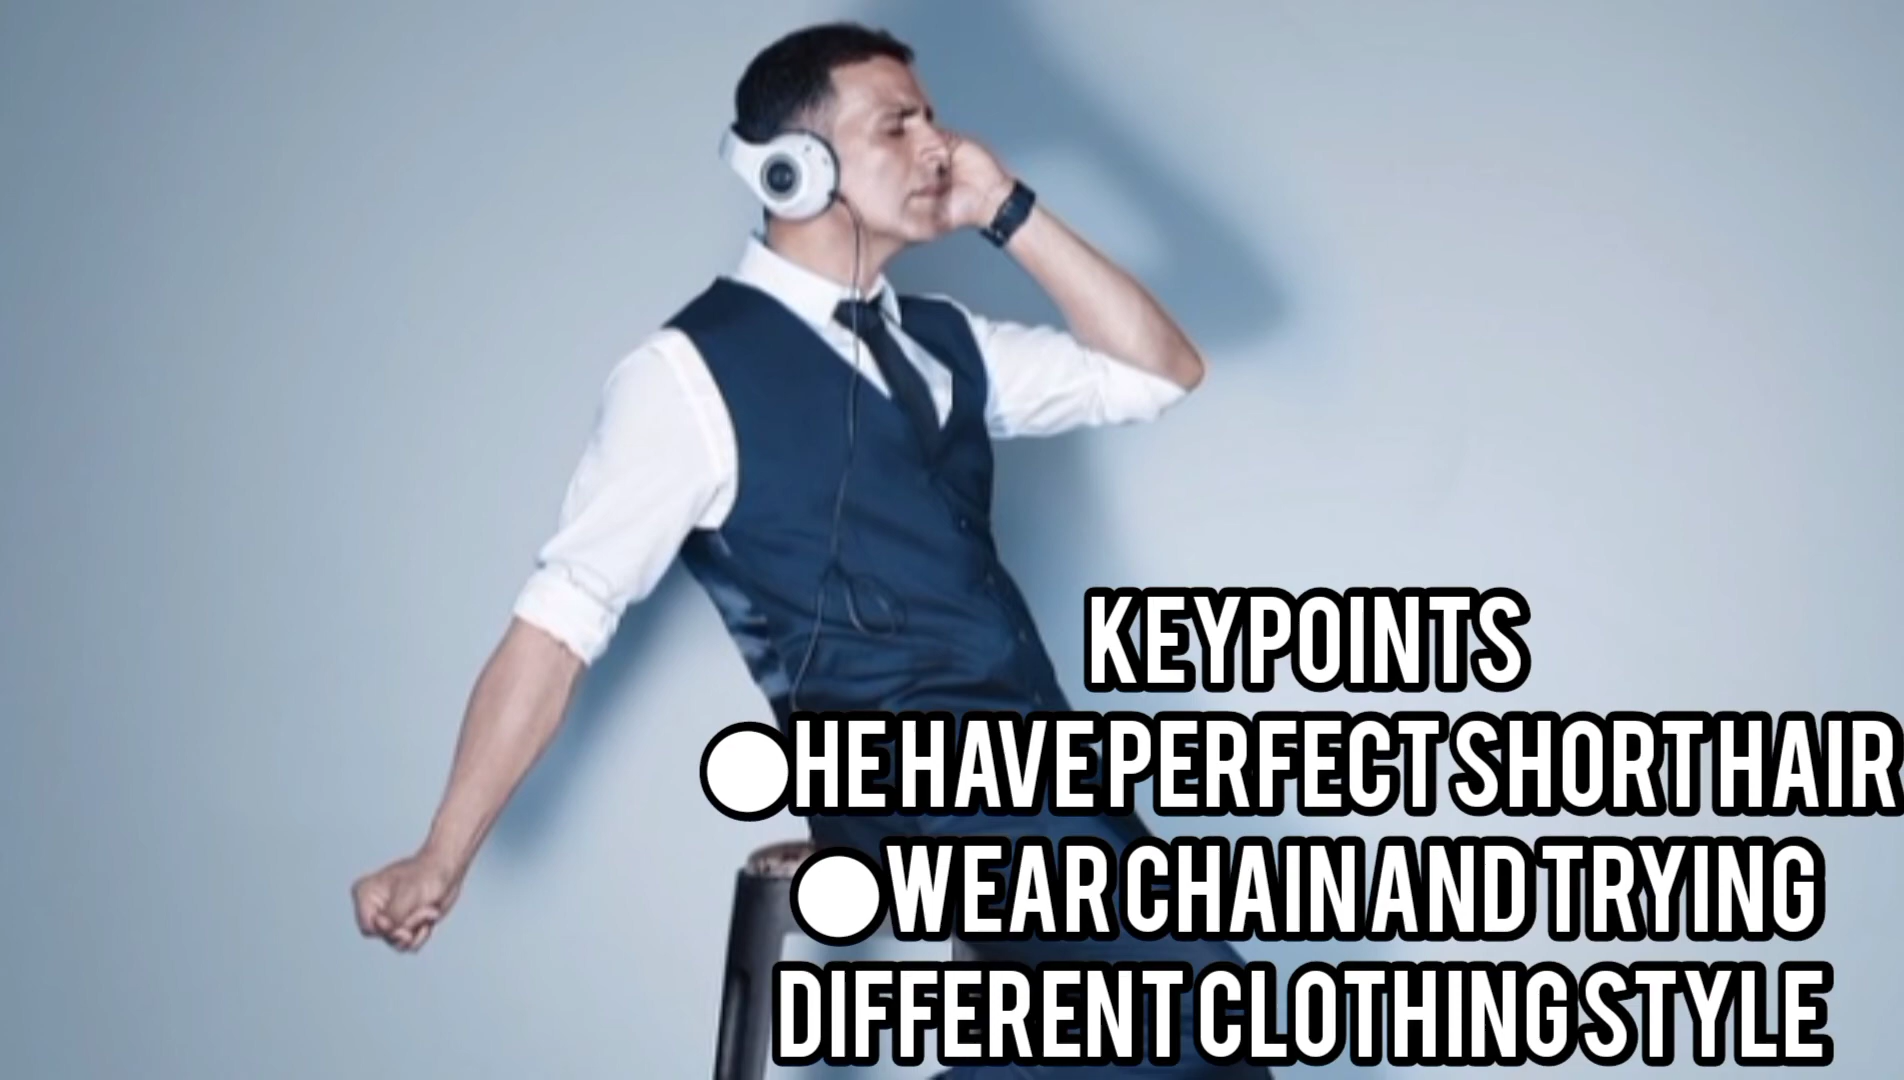 KEYPOINTS
●HE HAVE PERFECT SHORT HAIR
●WEAR CHAIN AND TRYING
DIFFERENT CLOTHING STYLE